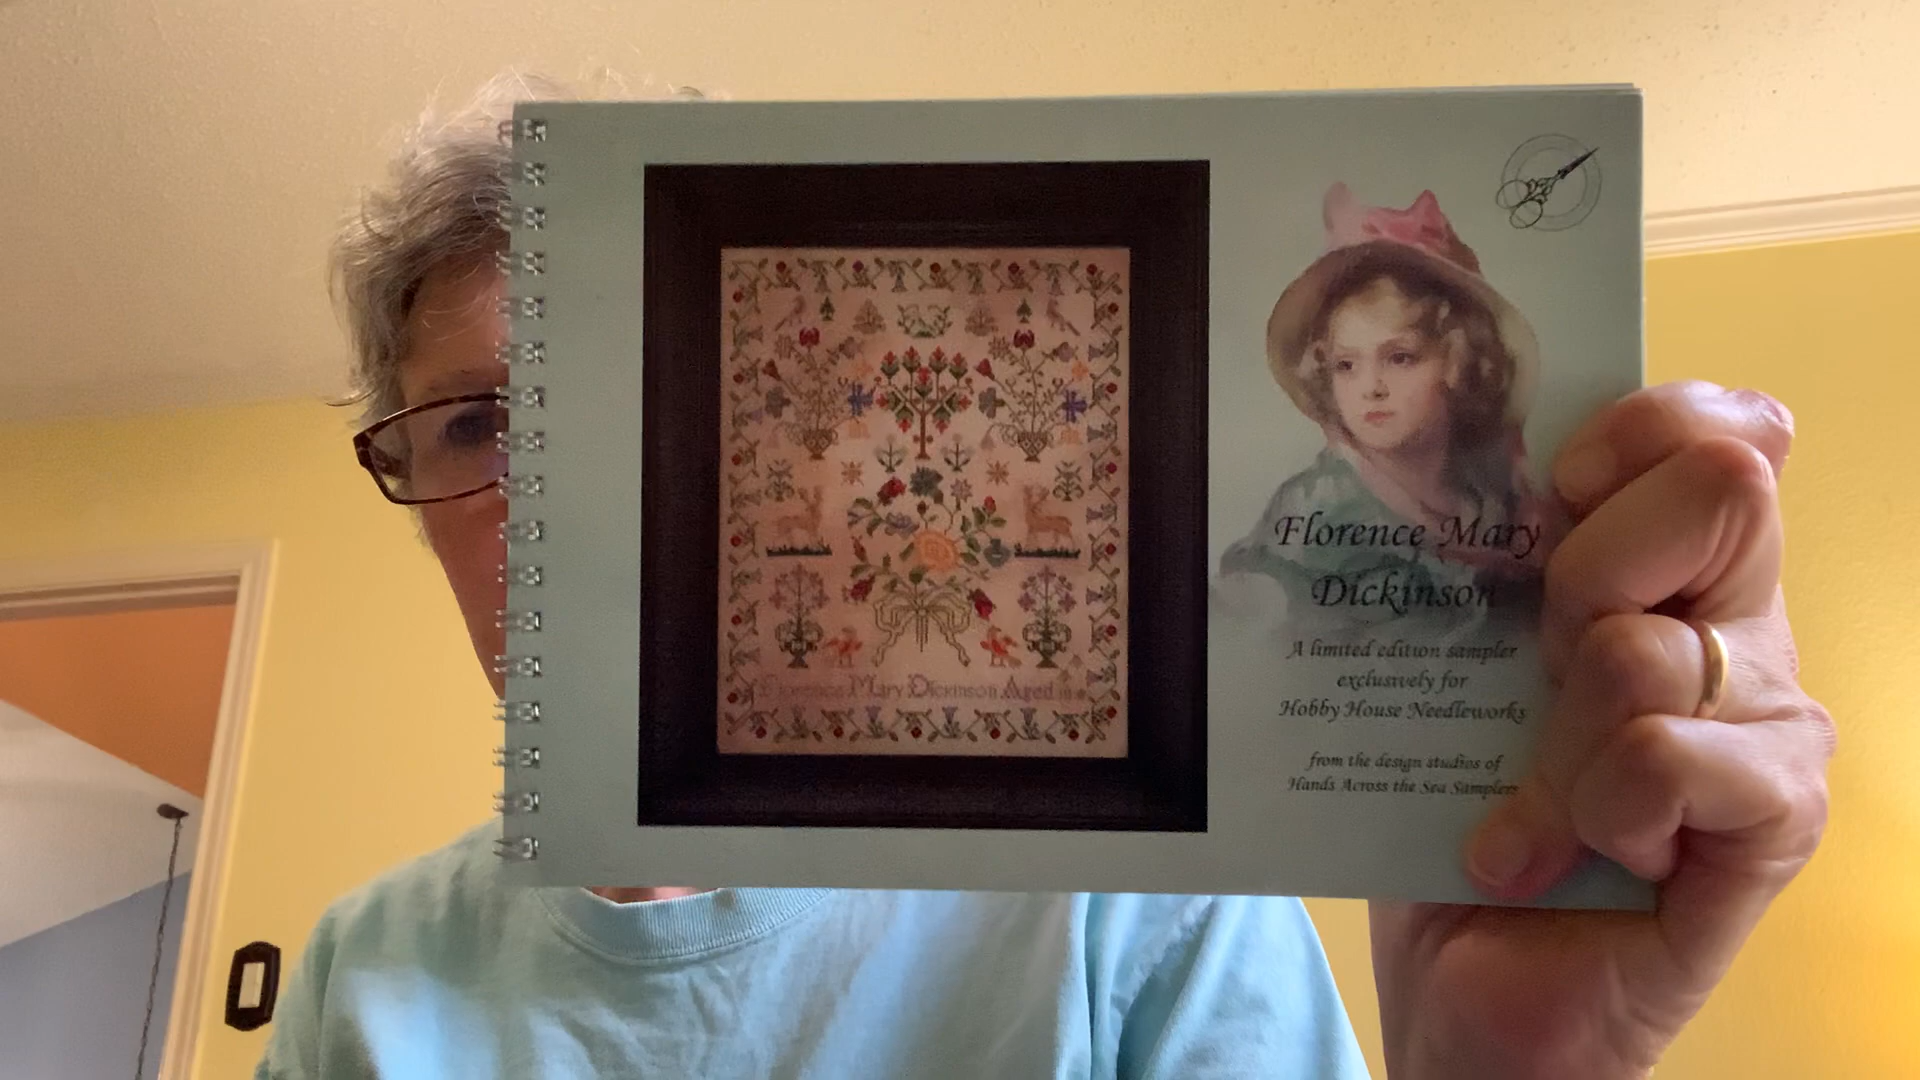 Florence Mary Dickinson Aged
Florence Mary
Dickinson
A limited edition sampler
exclusively for
Hobby House Needleworks
from the design studios of
Hands Across the Sea Samplers